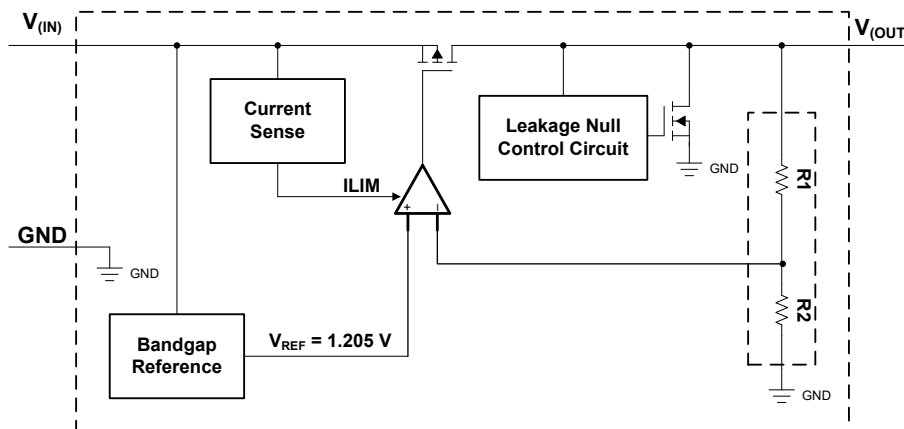 V(IN)
V(OUT)
Current
Sense
Leakage Null
Control Circuit
GND
R1
ILIM
+ –
GND
GND
R2
VREF = 1.205 V
Bandgap
Reference
GND